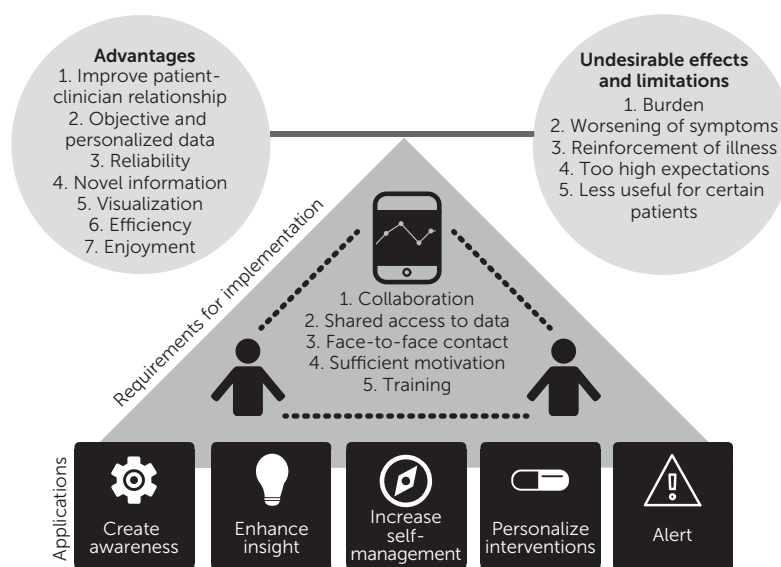 Advantages
1. Improve patient-
clinician relationship
2. Objective and
personalized data
3. Reliability
4. Novel information
5. Visualization
6. Efficiency
7. Enjoyment
Undesirable effects
and limitations
1. Burden
2. Worsening of symptoms
3. Reinforcement of illness
4. Too high expectations
5. Less useful for certain
patients
Requirements for implementation
1. Collaboration
2. Shared access to data
3. Face-to-face contact
4. Sufficient motivation
5. Training
Applications
Create
awareness
Enhance
insight
Increase
self-
management
Personalize
interventions
Alert